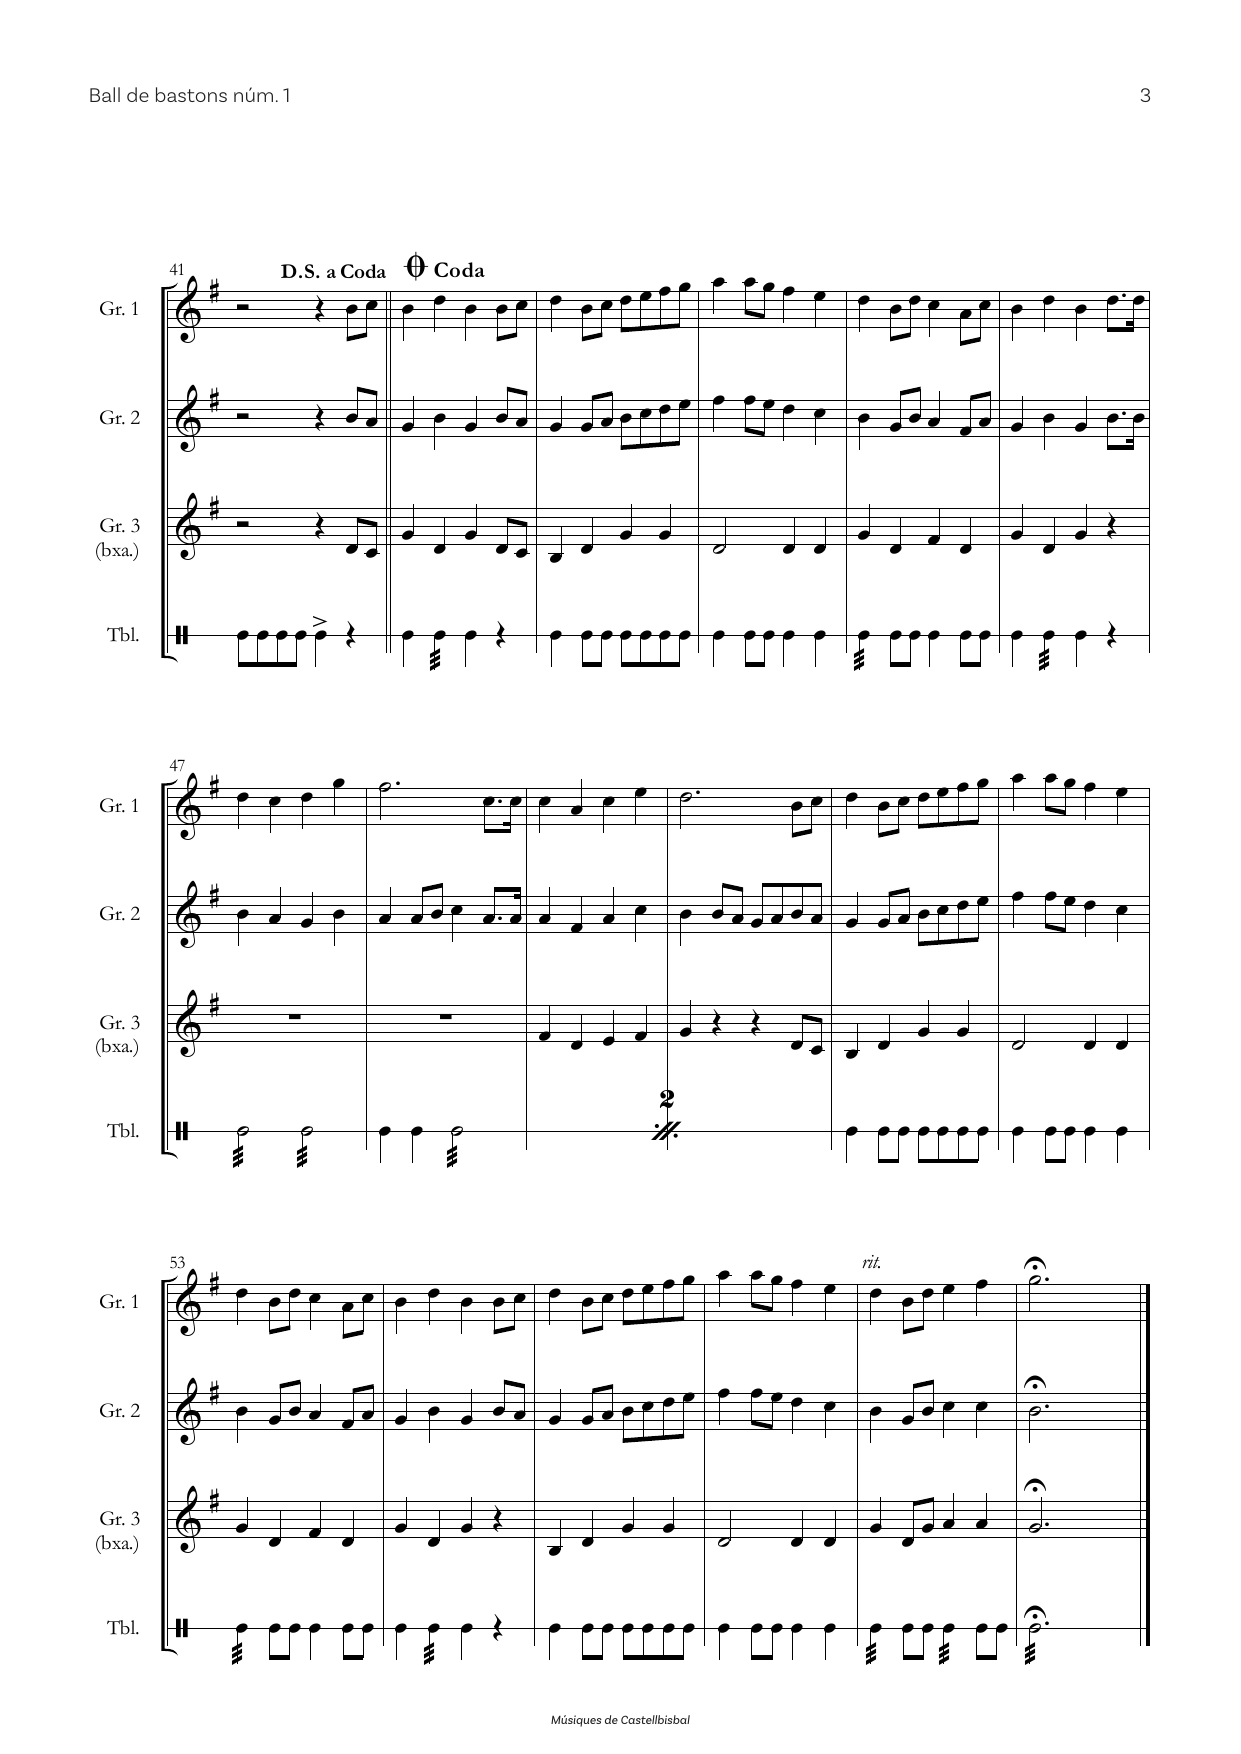 Ball de bastons núm. 1
3
41
D.S. a Coda
Coda
Gr. 1
Gr. 2
Gr. 3
(bxa.)
Tbl.
47
Gr. 1
Gr. 2
Gr. 3
(bxa.)
2
Tbl.
53
rit.
Gr. 1
Gr. 2
Gr. 3
(bxa.)
Tbl.
Músiques de Castellbisbal